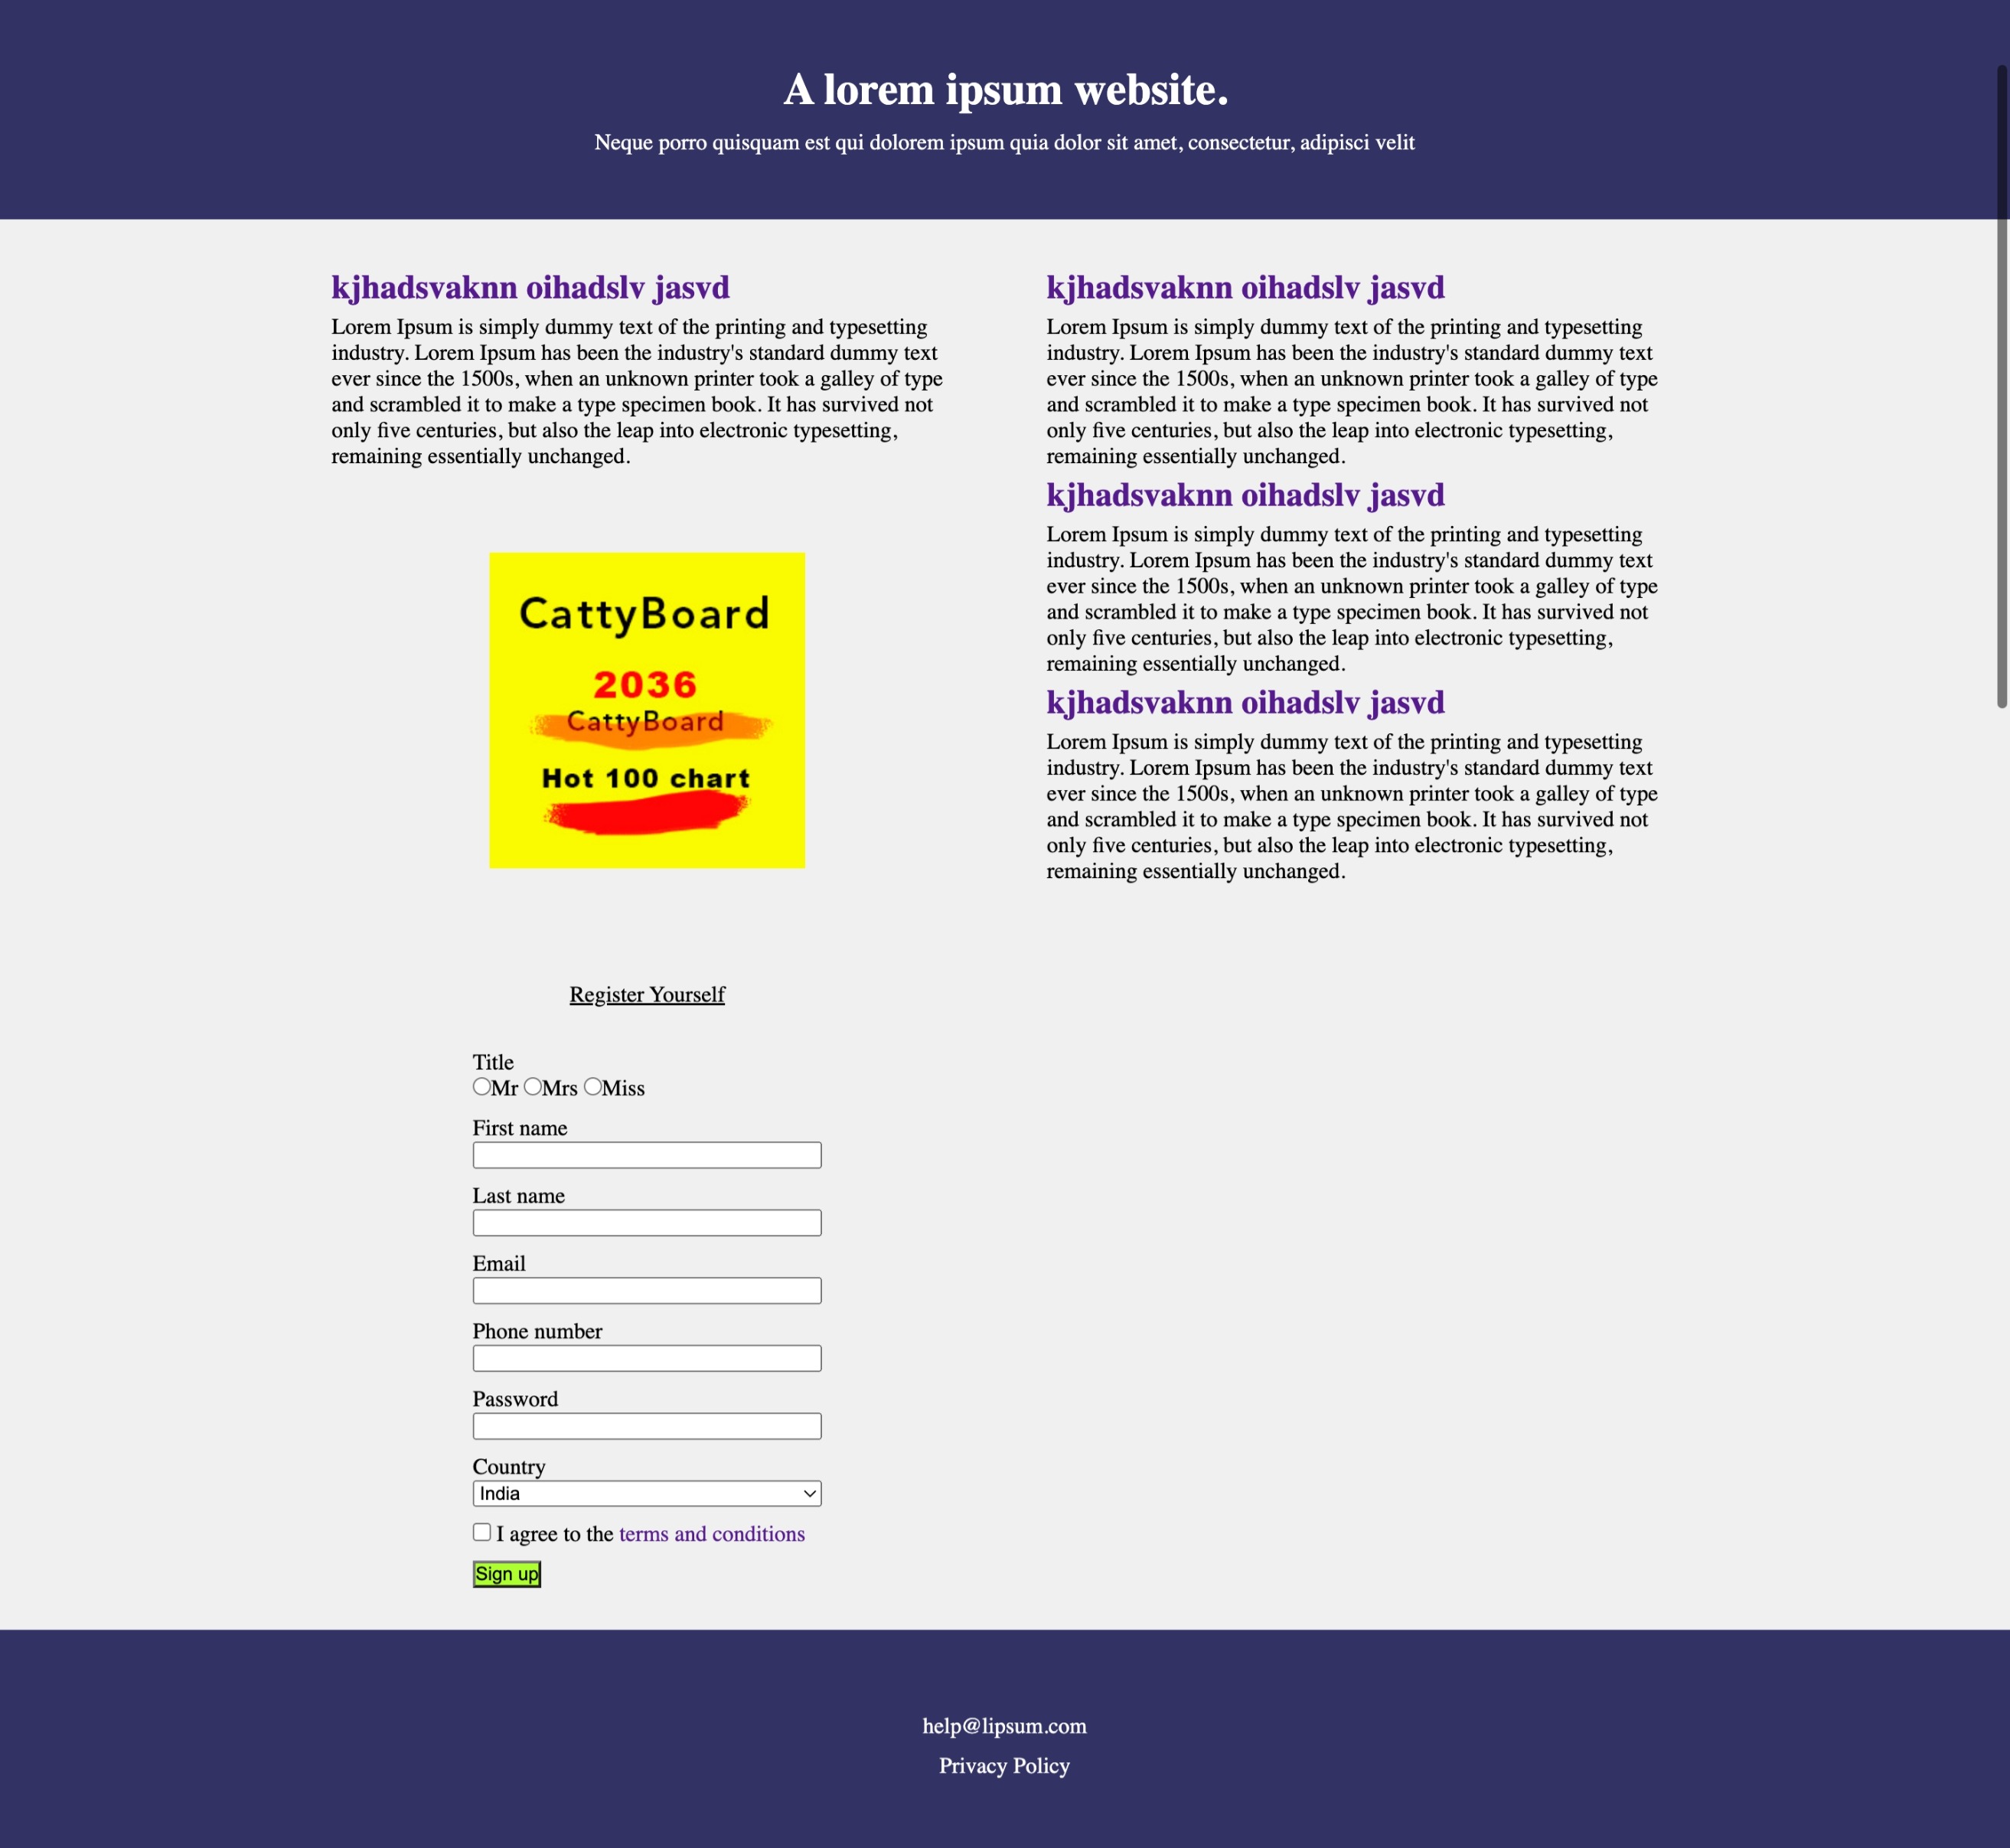 A lorem ipsum website.
Neque porro quisquam est qui dolorem ipsum quia dolor sit amet, consectetur, adipisci velit
kjhadsvaknn oihadslv jasvd
Lorem Ipsum is simply dummy text of the printing and typesetting
industry. Lorem Ipsum has been the industry's standard dummy text
ever since the 1500s, when an unknown printer took a galley of type
and scrambled it to make a type specimen book. It has survived not
only five centuries, but also the leap into electronic typesetting,
remaining essentially unchanged.
CattyBoard
2036
CattyBoard
Hot 100 chart
Register Yourself
Title
Mr Mrs Miss
First name
Last name
Email
Phone number
Password
Country
India
I agree to the terms and conditions
Sign up
kjhadsvaknn oihadslv jasvd
Lorem Ipsum is simply dummy text of the printing and typesetting
industry. Lorem Ipsum has been the industry's standard dummy text
ever since the 1500s, when an unknown printer took a galley of type
and scrambled it to make a type specimen book. It has survived not
only five centuries, but also the leap into electronic typesetting,
remaining essentially unchanged.
kjhadsvaknn oihadslv jasvd
Lorem Ipsum is simply dummy text of the printing and typesetting
industry. Lorem Ipsum has been the industry's standard dummy text
ever since the 1500s, when an unknown printer took a galley of type
and scrambled it to make a type specimen book. It has survived not
only five centuries, but also the leap into electronic typesetting,
remaining essentially unchanged.
kjhadsvaknn oihadslv jasvd
Lorem Ipsum is simply dummy text of the printing and typesetting
industry. Lorem Ipsum has been the industry's standard dummy text
ever since the 1500s, when an unknown printer took a galley of type
and scrambled it to make a type specimen book. It has survived not
only five centuries, but also the leap into electronic typesetting,
remaining essentially unchanged.
help@lipsum.com
Privacy Policy